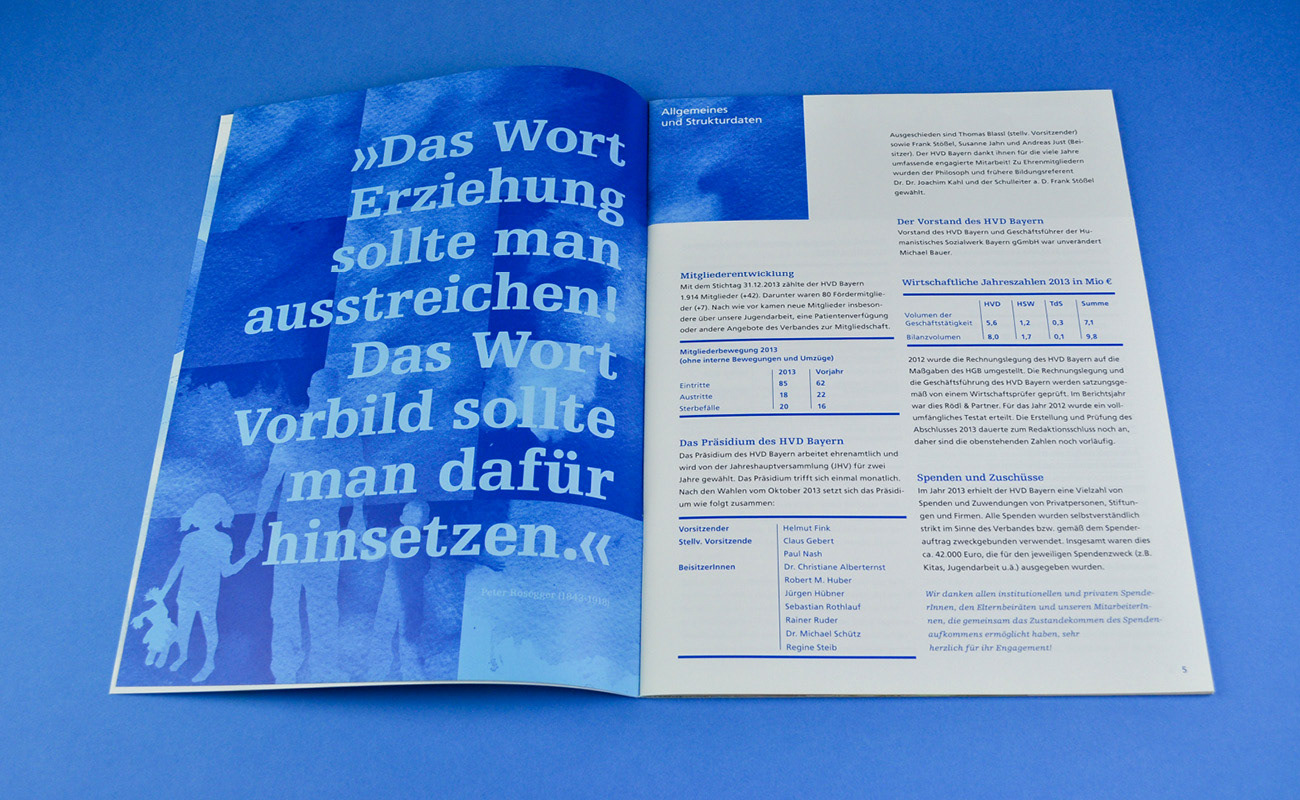 »Das Wort
Erziehung
sollte man
ausstreichen!
Das Wort
Vorbild sollte
man dafür
hinsetzen.«
Peter Rosegger (1843-1918)
Allgemeines
und Strukturdaten
Mitgliederentwicklung
Mit dem Stichtag 31.12.2013 zählte der HVD Bayern
1.914 Mitglieder (+42). Darunter waren 80 Fördermitglie-
der (+7). Nach wie vor kamen neue Mitglieder insbeson-
dere über unsere Jugendarbeit, eine Patientenverfügung
oder andere Angebote des Verbandes zur Mitgliedschaft.
Mitgliederbewegung 2013
(ohne interne Bewegungen und Umzüge)
2013 Vorjahr
Eintritte 85 62
Austritte 18 22
Sterbefälle 20 16
Das Präsidium des HVD Bayern
Das Präsidium des HVD Bayern arbeitet ehrenamtlich und
wird von der Jahreshauptversammlung (JHV) für zwei
Jahre gewählt. Das Präsidium trifft sich einmal monatlich.
Nach den Wahlen vom Oktober 2013 setzt sich das Präsidi-
um wie folgt zusammen:
Vorsitzender Helmut Fink
Stellv. Vorsitzende Claus Gebert
Paul Nash
BeisitzerInnen Dr. Christiane Alberternst
Robert M. Huber
Jürgen Hübner
Sebastian Rothlauf
Rainer Ruder
Dr. Michael Schütz
Regine Steib
Ausgeschieden sind Thomas Blassl (stellv. Vorsitzender)
sowie Frank Stößel, Susanne Jahn und Andreas Just (Bei-
sitzer). Der HVD Bayern dankt ihnen für die viele Jahre
umfassende engagierte Mitarbeit! Zu Ehrenmitgliedern
wurden der Philosoph und frühere Bildungsreferent
Dr. Dr. Joachim Kahl und der Schulleiter a. D. Frank Stößel
gewählt.
Der Vorstand des HVD Bayern
Vorstand des HVD Bayern und Geschäftsführer der Hu-
manistisches Sozialwerk Bayern gGmbH war unverändert
Michael Bauer.
Wirtschaftliche Jahreszahlen 2013 in Mio €
HVD HSW TdS Summe
Volumen der
Geschäftstätigkeit 5,6 1,2 0,3 7,1
Bilanzvolumen 8,0 1,7 0,1 9,8
2012 wurde die Rechnungslegung des HVD Bayern auf die
Maßgaben des HGB umgestellt. Die Rechnungslegung und
die Geschäftsführung des HVD Bayern werden satzungsge-
mäß von einem Wirtschaftsprüfer geprüft. Im Berichtsjahr
war dies Rödl & Partner. Für das Jahr 2012 wurde ein voll-
umfängliches Testat erteilt. Die Erstellung und Prüfung des
Abschlusses 2013 dauerte zum Redaktionsschluss noch an,
daher sind die obenstehenden Zahlen noch vorläufig.
Spenden und Zuschüsse
Im Jahr 2013 erhielt der HVD Bayern eine Vielzahl von
Spenden und Zuwendungen von Privatpersonen, Stiftun-
gen und Firmen. Alle Spenden wurden selbstverständlich
strikt im Sinne des Verbandes bzw. gemäß dem Spender-
auftrag zweckgebunden verwendet. Insgesamt waren dies
ca. 42.000 Euro, die für den jeweiligen Spendenzweck (z.B.
Kitas, Jugendarbeit u.ä.) ausgegeben wurden.
Wir danken allen institutionellen und privaten Spende-
rInnen, den Elternbeiräten und unseren MitarbeiterIn-
nen, die gemeinsam das Zustandekommen des Spenden-
aufkommens ermöglicht haben, sehr
herzlich für ihr Engagement!
5